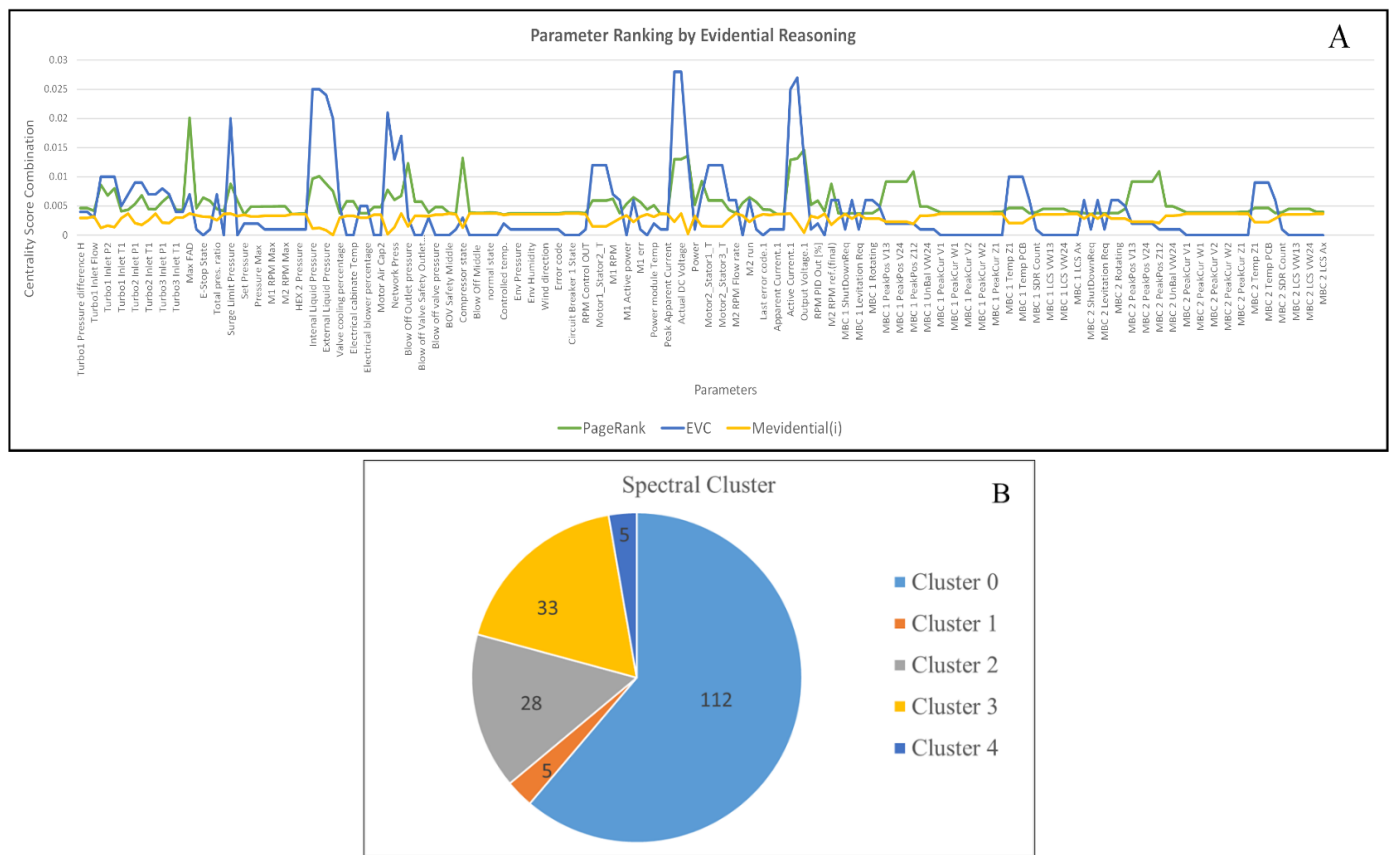 Parameter Ranking by Evidential Reasoning
A
Centrality Score Combination
0.03
0.025
0.02
0.015
0.01
0.005
0
Turbo1 Pressure difference H
Turbo1 Inlet Flow
Turbo1 Inlet P2
Turbo1 Inlet T1
Turbo2 Inlet P1
Turbo2 Inlet T1
Turbo3 Inlet P1
Turbo3 Inlet T1
Max FAD
E-Stop State
Total pres. ratio
Surge Limit Pressure
Set Pressure
Pressure Max
M1 RPM Max
M2 RPM Max
HEX 2 Pressure
Intenal Liquid Pressure
External Liquid Pressure
Valve cooling percentage
Electrical cabinate Temp
Electrical blower percentage
Motor Air Cap2
Network Press
Blow Off Outlet pressure
Blow off Valve Safety Outlet...
Blow off valve pressure
BOV Safety Middle
Compressor state
Blow Off Middle
normal state
Controled temp.
Env Pressure
Env Humidity
Wind direction
Error code
Circuit Breaker 1 State
RPM Control OUT
Motor1_Stator2_T
M1 RPM
M1 Active power
M1 err
Power module Temp
Peak Apparent Current
Actual DC Voltage
Power
Motor2_Stator1_T
Motor2_Stator3_T
M2 RPM Flow rate
M2 run
Last error code.1
Apparent Current.1
Active Current.1
Output Voltage.1
RPM PID Out [%]
M2 RPM ref.(final)
MBC 1 ShutDownReq
MBC 1 Levitation Req
MBC 1 Rotating
MBC 1 PeakPos V13
MBC 1 PeakPos V24
MBC 1 PeakPos Z12
MBC 1 UnBal VW24
MBC 1 PeakCur V1
MBC 1 PeakCur W1
MBC 1 PeakCur V2
MBC 1 PeakCur W2
MBC 1 PeakCur Z1
MBC 1 Temp Z1
MBC 1 Temp PCB
MBC 1 SDR Count
MBC 1 LCS VW13
MBC 1 LCS VW24
MBC 1 LCS Ax
MBC 2 ShutDownReq
MBC 2 Levitation Req
MBC 2 Rotating
MBC 2 PeakPos V13
MBC 2 PeakPos V24
MBC 2 PeakPos Z12
MBC 2 UnBal VW24
MBC 2 PeakCur V1
MBC 2 PeakCur W1
MBC 2 PeakCur V2
MBC 2 PeakCur W2
MBC 2 PeakCur Z1
MBC 2 Temp Z1
MBC 2 Temp PCB
MBC 2 SDR Count
MBC 2 LCS VW13
MBC 2 LCS VW24
MBC 2 LCS Ax
Parameters
PageRank
EVC
Mevidential(i)
Spectral Cluster
B
5
33
28
5
112
Cluster 0
Cluster 1
Cluster 2
Cluster 3
Cluster 4